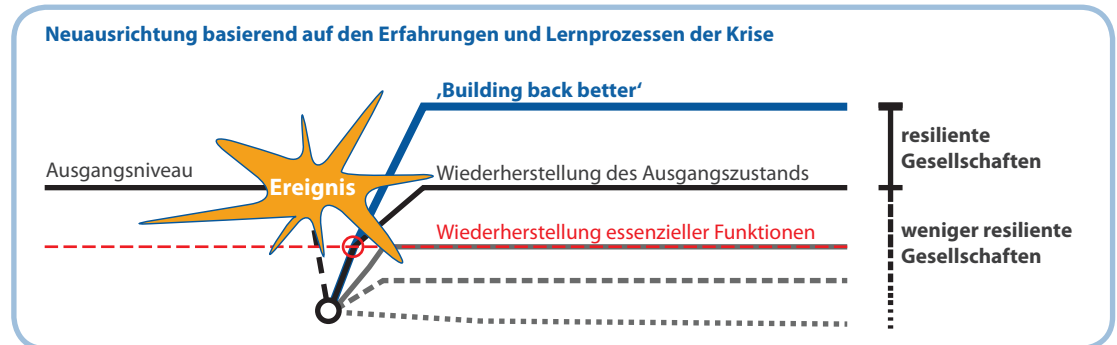 Neuausrichtung basierend auf den Erfahrungen und Lernprozessen der Krise
‚Building back better‘
resiliente
Gesellschaften
Ausgangsniveau
Ereignis
Wiederherstellung des Ausgangszustands
Wiederherstellung essenzieller Funktionen
weniger resiliente
Gesellschaften